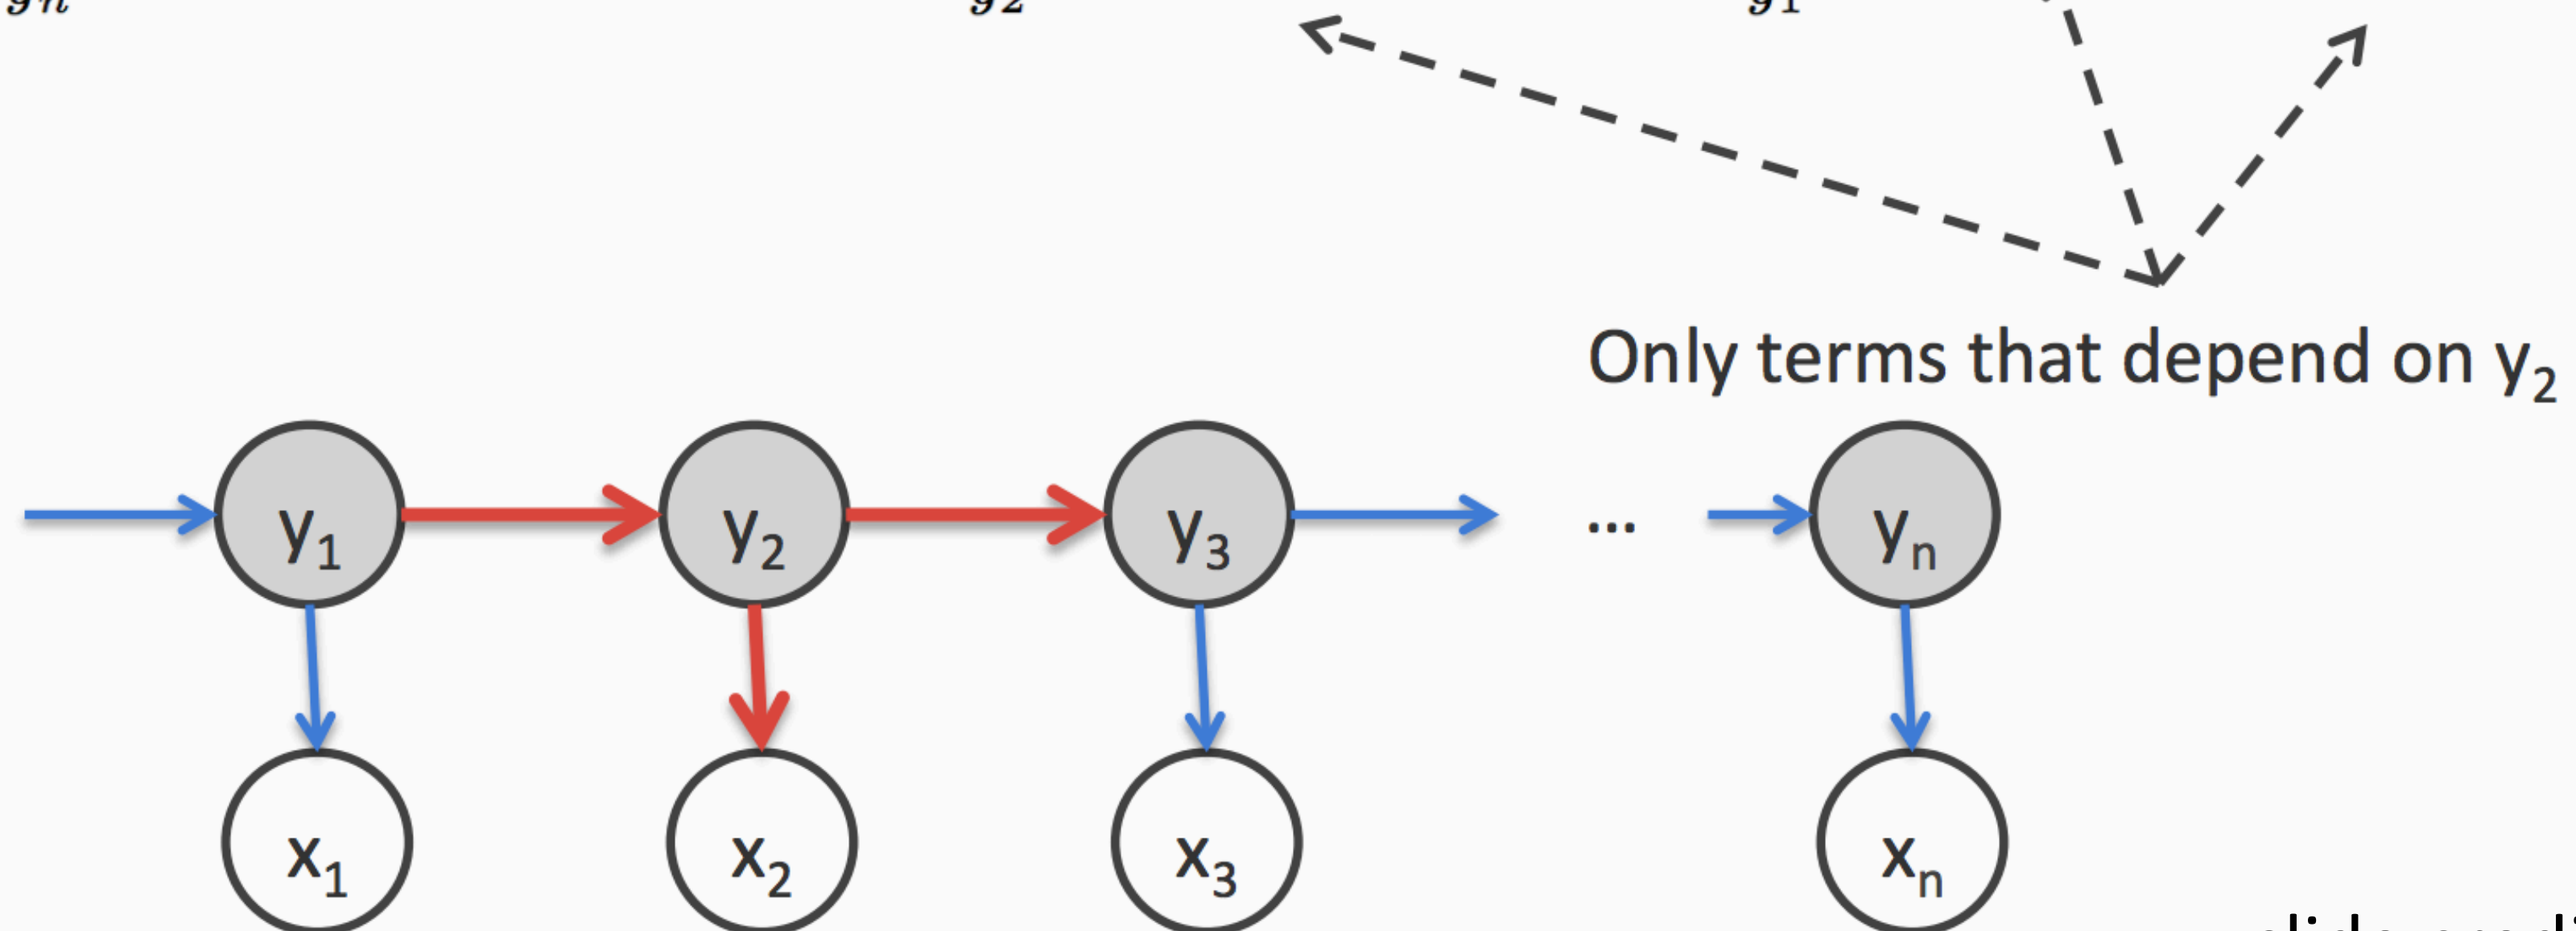 Only terms that depend on y2
y1 y2 y3 ... yn
x1 x2 x3 xn